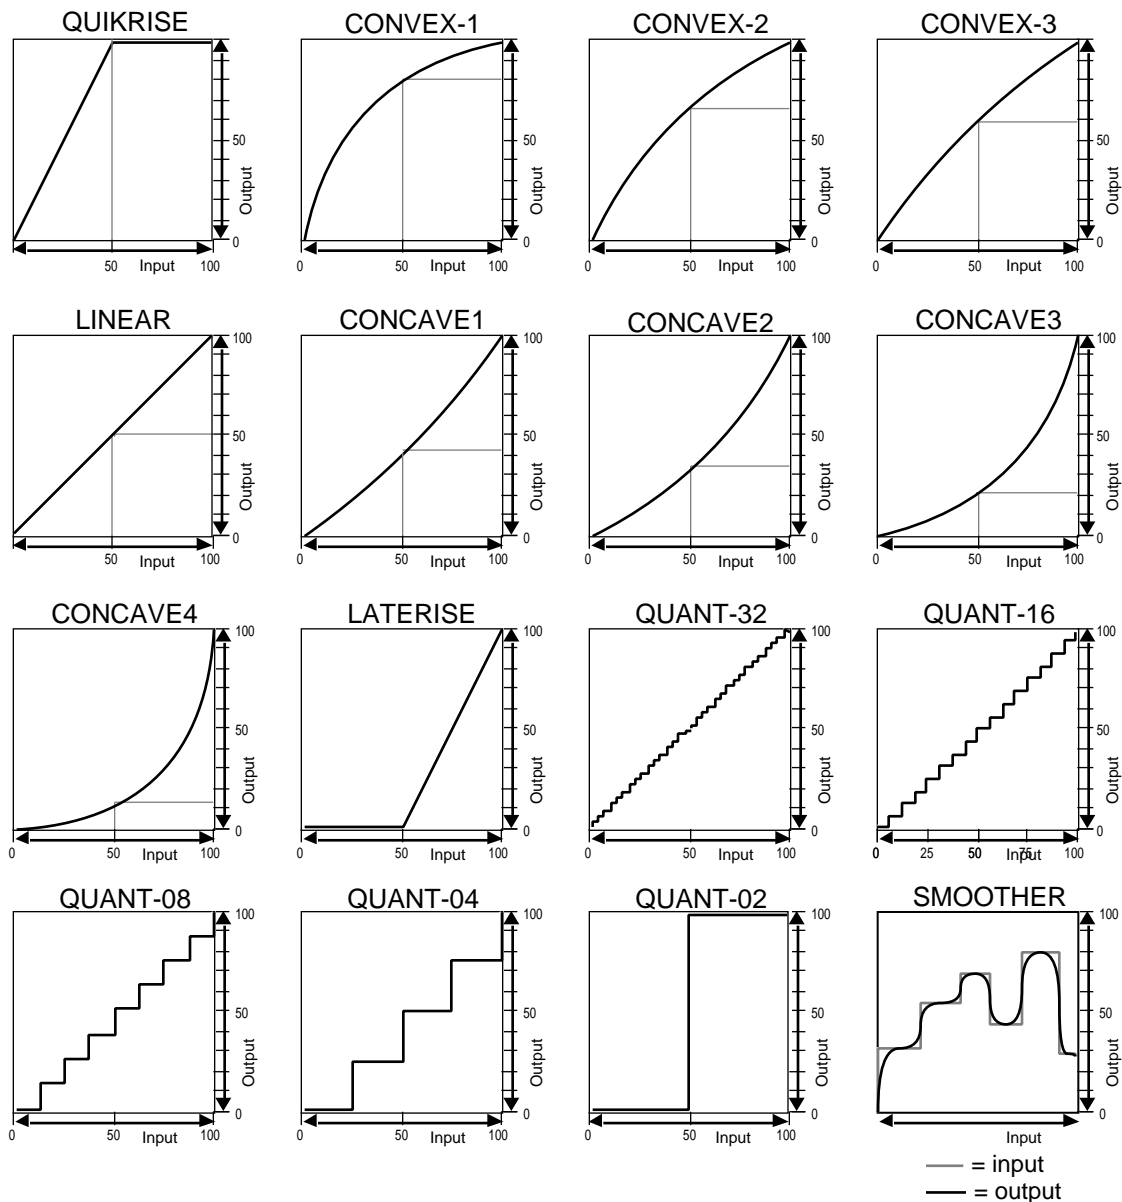 QUIKRISE CONVEX-1 CONVEX-2 CONVEX-3
50 Output 50 Output 50 Output 50 Output
0 0 0 0
50 Input 100 0 50 Input 100 0 50 Input 100 0 50 Input 100
LINEAR CONCAVE1 CONCAVE2 CONCAVE3
100 100 100 100
50 Output 50 Output 50 Output 50 Output
0 0 0 0
0 50 Input 100 0 50 Input 100 0 50 Input 100 0 50 Input 100
CONCAVE4 LATERISE QUANT-32 QUANT-16
100 100 100 100
50 Output 50 Output 50 Output 50 Output
0 0 0 0
0 50 Input 100 0 50 Input 100 0 50 Input 100 0 25 50 Input 75 100
QUANT-08 QUANT-04 QUANT-02 SMOOTHER
100 100 100 100
50 Output 50 Output 50 Output 50 Output
0 0 0 0
0 50 Input 100 0 50 Input 100 0 50 Input 100 Input
= input
= output